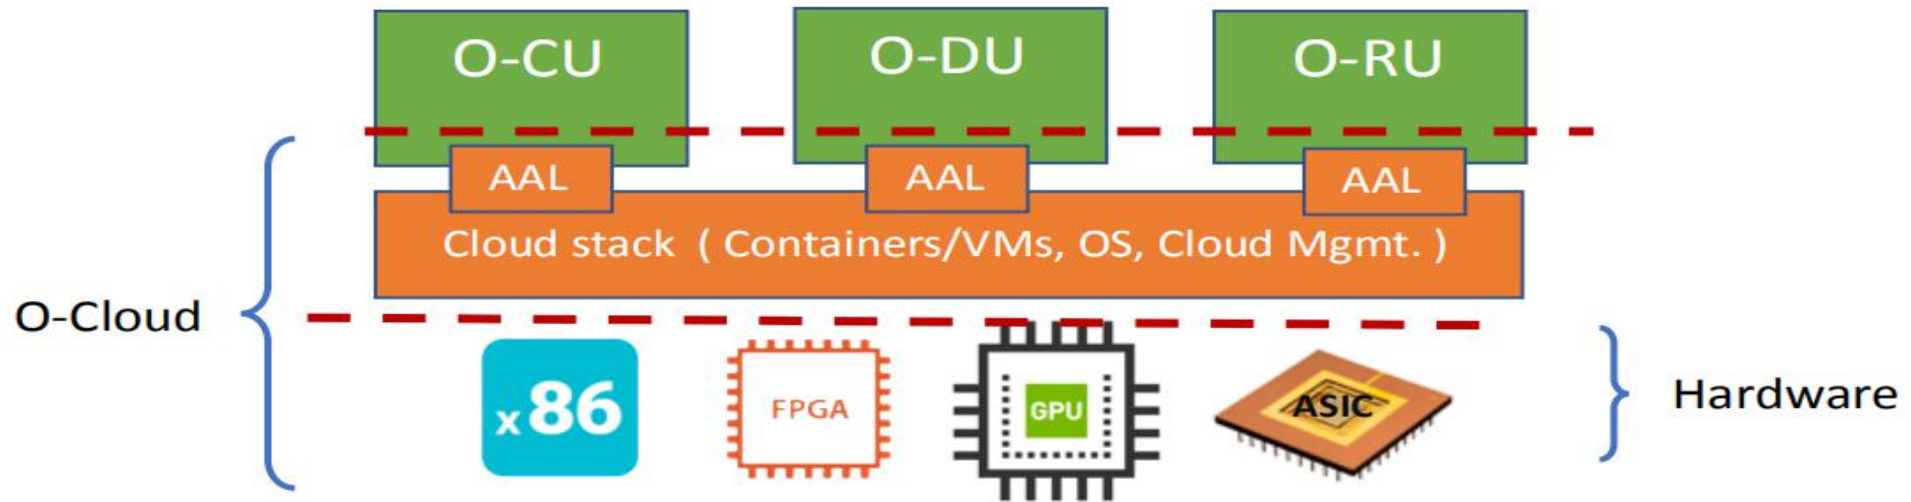 O-CU
O-DU
O-RU
AAL
AAL
AAL
Cloud stack ( Containers/VMs, OS, Cloud Mgmt. )
O-Cloud
x86
FPGA
GPU
ASIC
Hardware